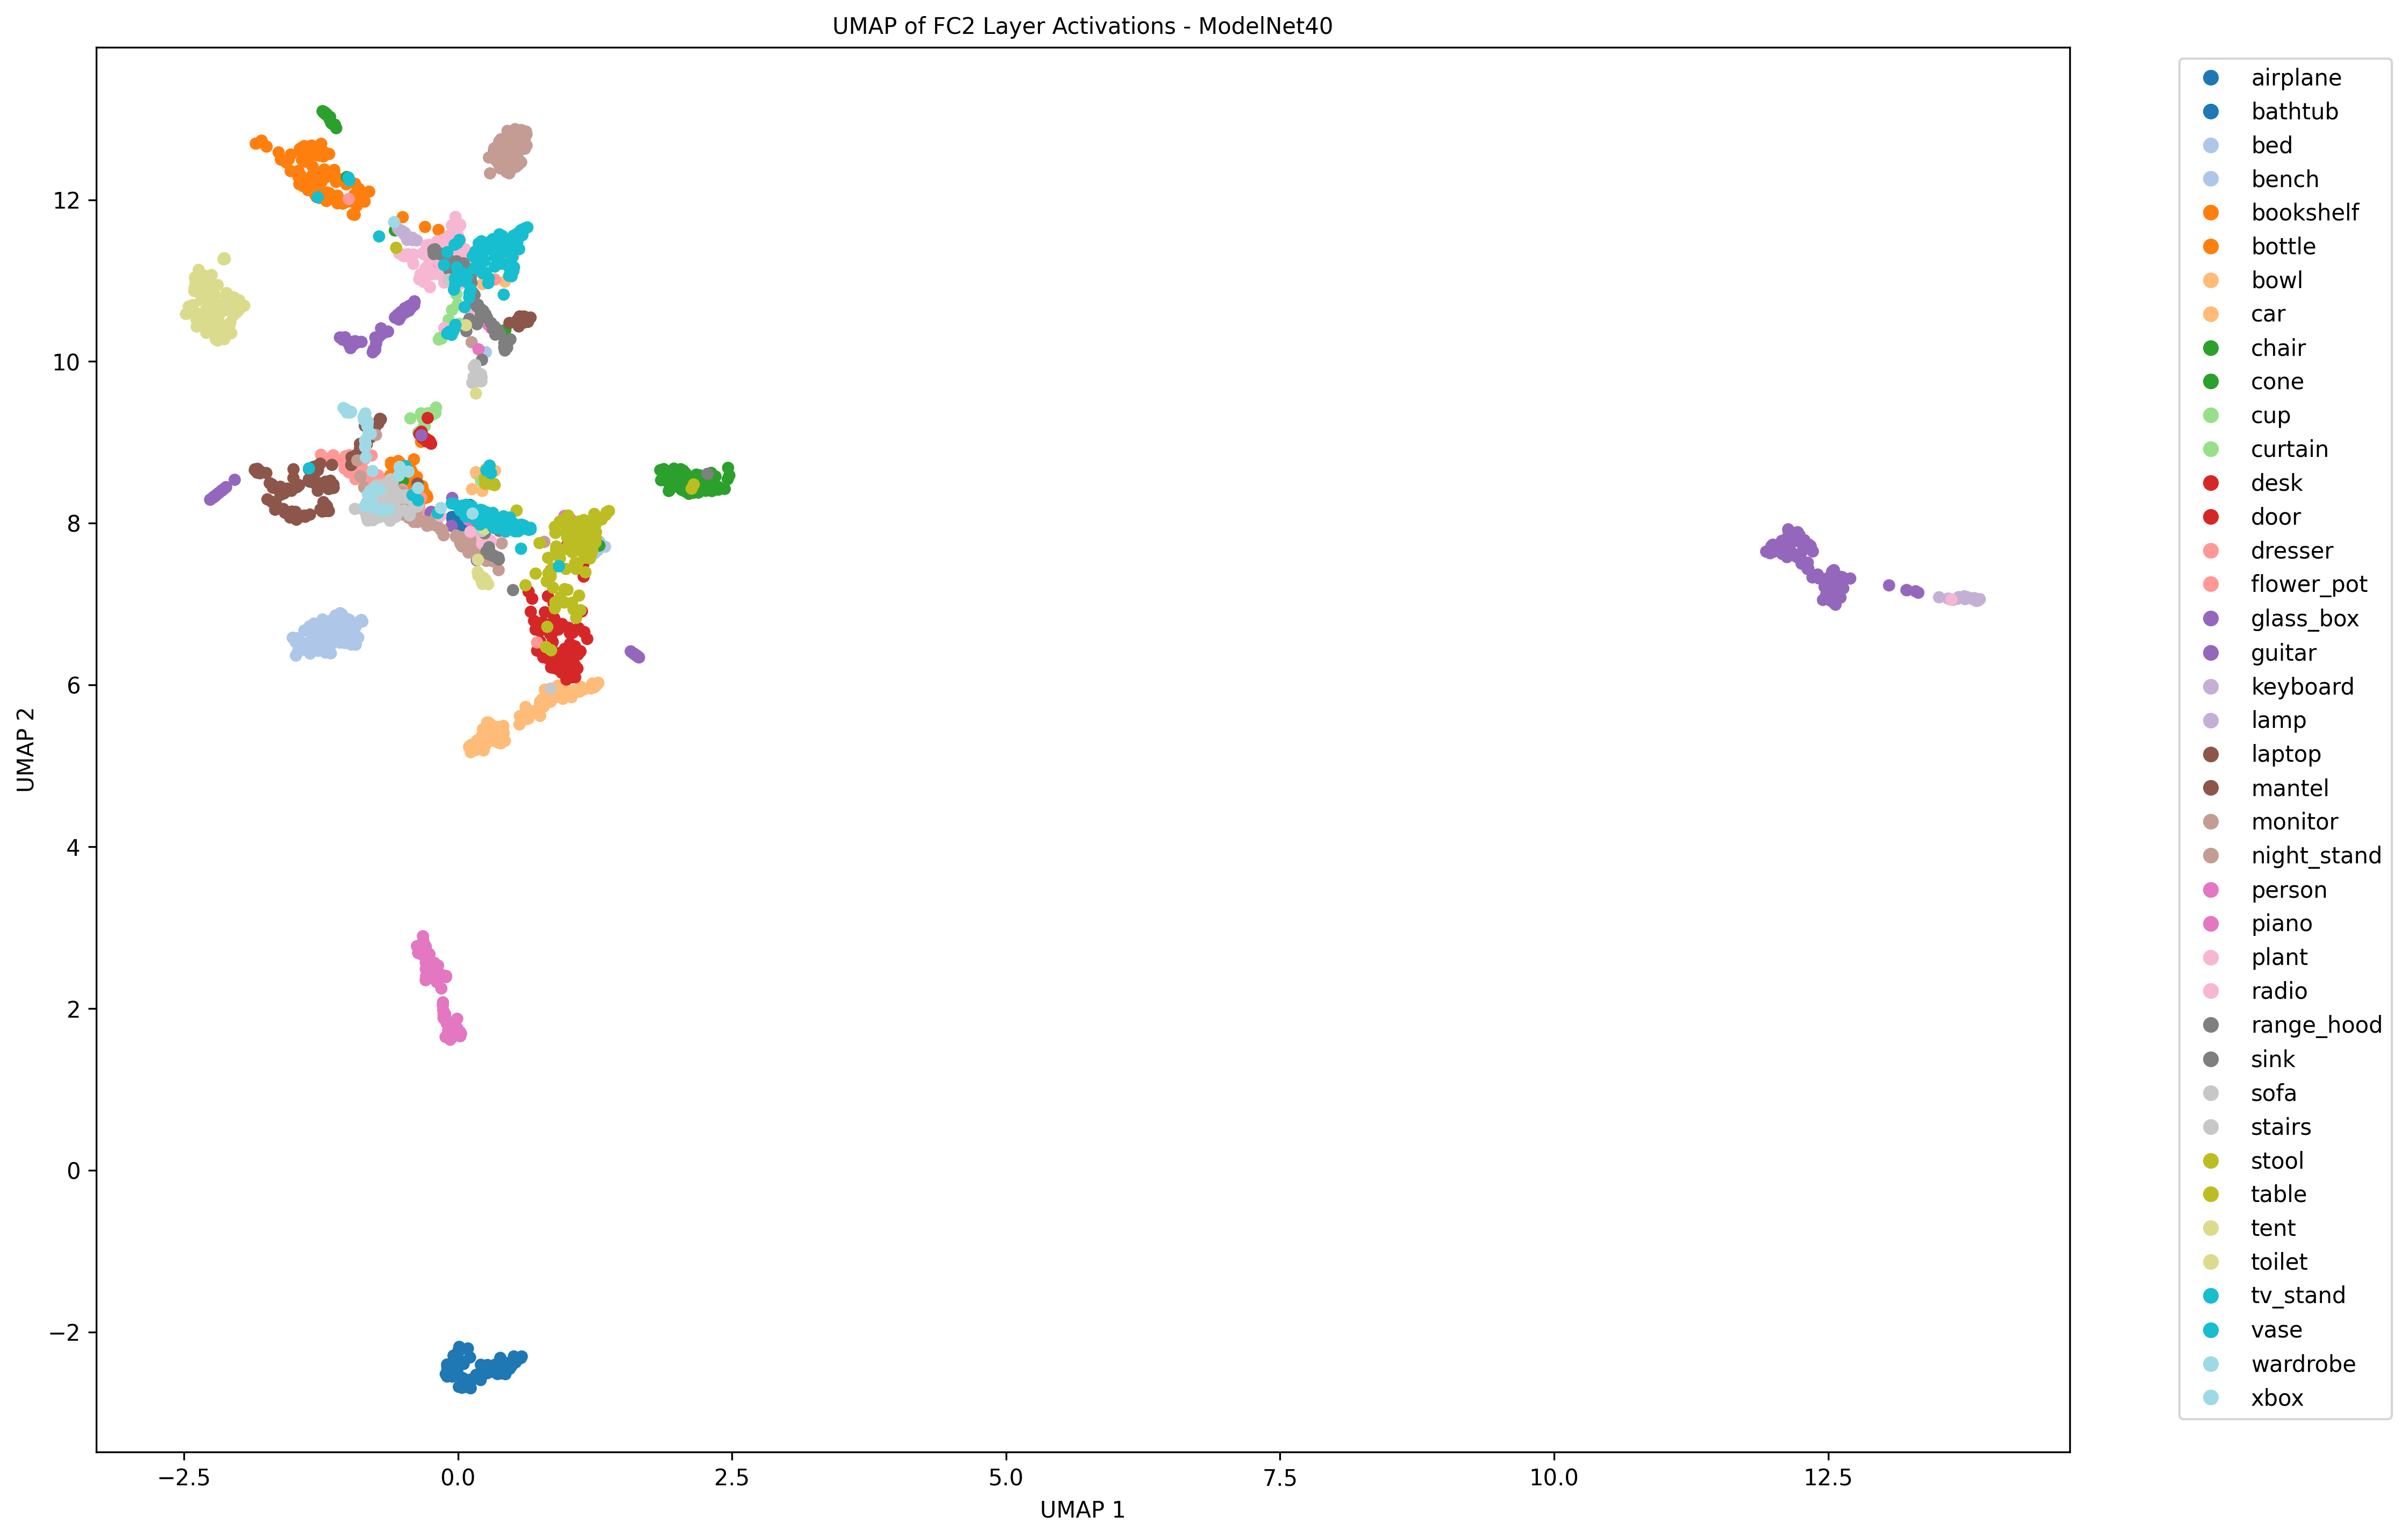 UMAP of FC2 Layer Activations - ModelNet40
12
10
8
6
4
2
0
−2
UMAP 2
−2.5
0.0
2.5
5.0
7.5
10.0
12.5
UMAP 1
airplane
bathtub
bed
bench
bookshelf
bottle
bowl
car
chair
cone
cup
curtain
desk
door
dresser
flower_pot
glass_box
guitar
keyboard
lamp
laptop
mantel
monitor
night_stand
person
piano
plant
radio
range_hood
sink
sofa
stairs
stool
table
tent
toilet
tv_stand
vase
wardrobe
xbox